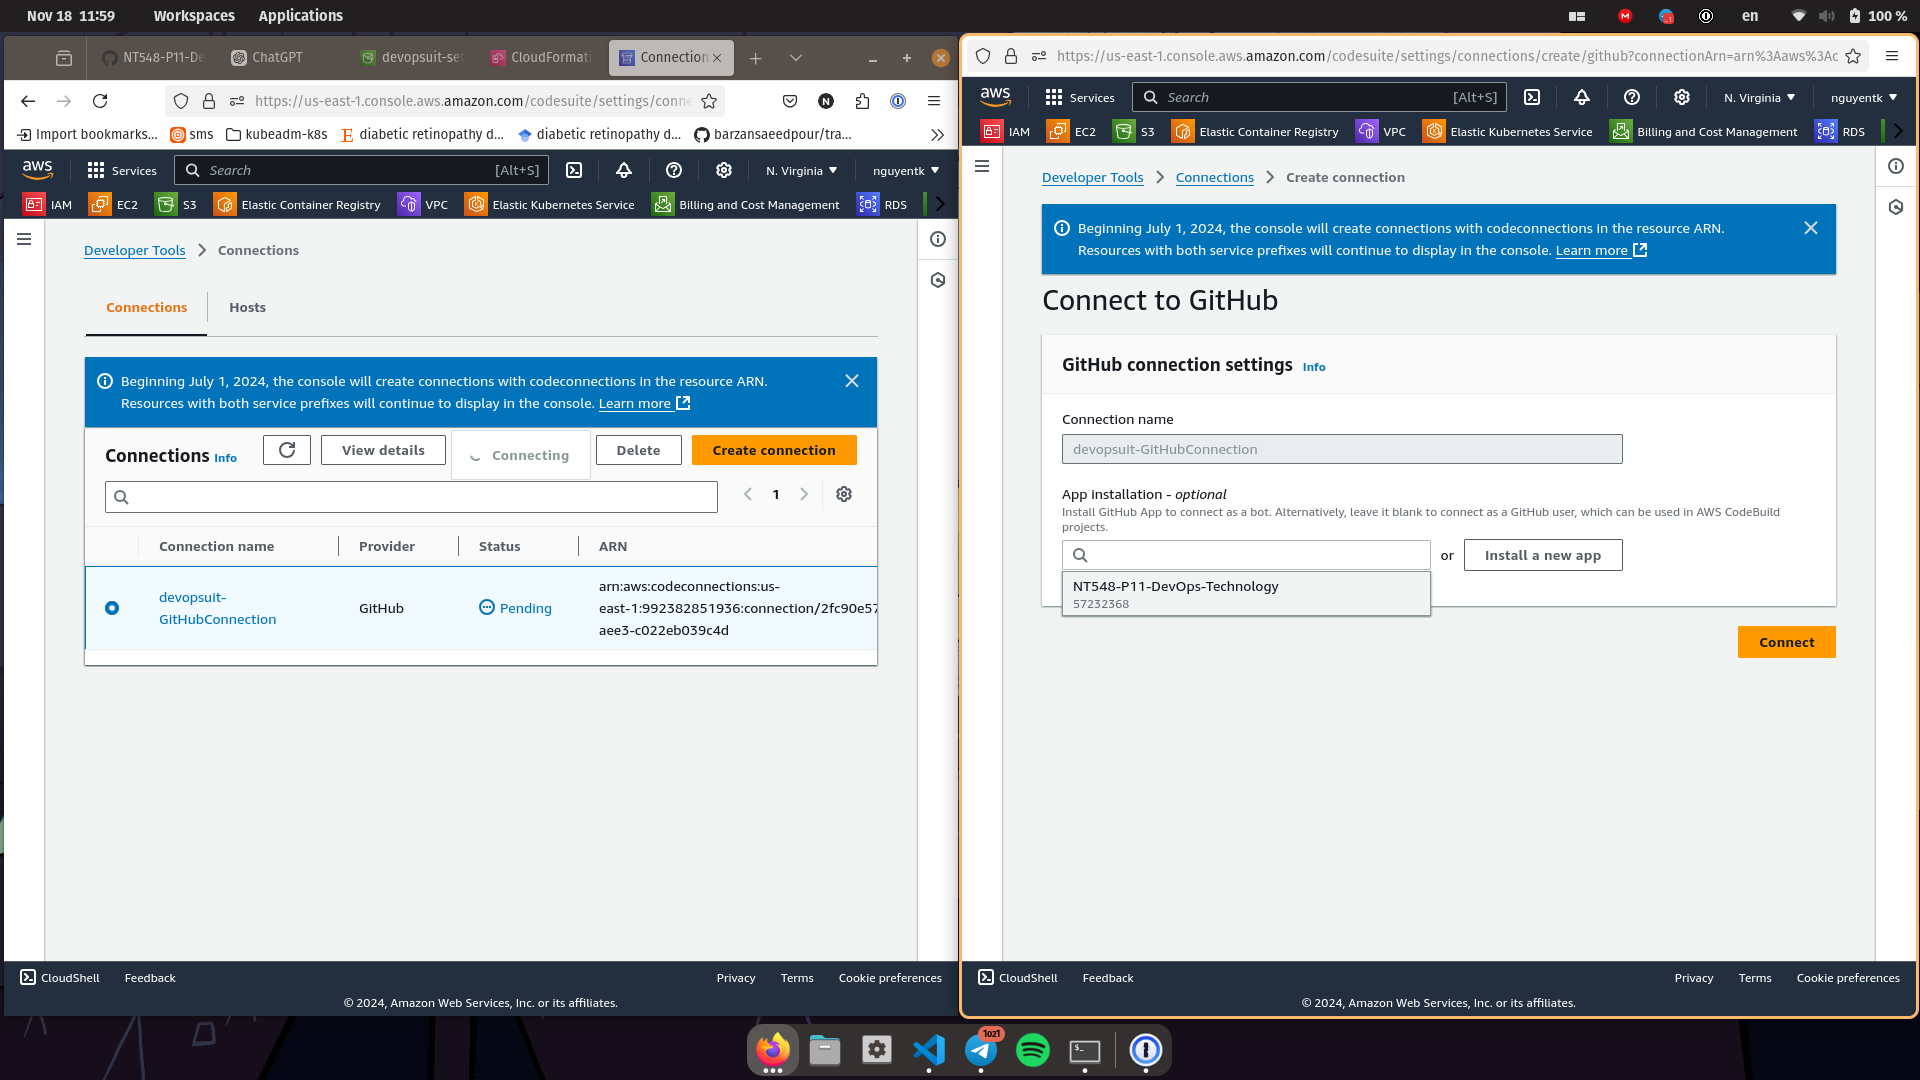 Nov 18 11:59
Workspaces
Applications
en
100 %
NT548-P11-De
ChatGPT
devopsuit-set
CloudFormati
Connection
https://us-east-1.console.aws.amazon.com/codesuite/settings/conne
Import bookmarks...
sms
kubeadm-k8s
diabetic retinopathy d...
diabetic retinopathy d...
barzansaeedpour/tra...
aws
Services
Search
[Alt+S]
N. Virginia
nguyentk
IAM
EC2
S3
Elastic Container Registry
VPC
Elastic Kubernetes Service
Billing and Cost Management
RDS
Developer Tools
Connections
Connections
Hosts
Beginning July 1, 2024, the console will create connections with codeconnections in the resource ARN.
Resources with both service prefixes will continue to display in the console. Learn more
Connections Info
View details
Connecting
Delete
Create connection
1
Connection name
Provider
Status
ARN
devopsuit-
GitHubConnection
GitHub
Pending
arn:aws:codeconnections:us-
east-1:992382851936:connection/2fc90e57
aee3-c022eb039c4d
CloudShell
Feedback
Privacy
Terms
Cookie preferences
© 2024, Amazon Web Services, Inc. or its affiliates.
https://us-east-1.console.aws.amazon.com/codesuite/settings/connections/create/github?connectionArn=arn%3Aaws%3Ac
aws
Services
Search
[Alt+S]
N. Virginia
nguyentk
IAM
EC2
S3
Elastic Container Registry
VPC
Elastic Kubernetes Service
Billing and Cost Management
RDS
Developer Tools
Connections
Create connection
Beginning July 1, 2024, the console will create connections with codeconnections in the resource ARN.
Resources with both service prefixes will continue to display in the console. Learn more
Connect to GitHub
GitHub connection settings Info
Connection name
devopsuit-GitHubConnection
App installation - optional
Install GitHub App to connect as a bot. Alternatively, leave it blank to connect as a GitHub user, which can be used in AWS CodeBuild
projects.
or
Install a new app
NT548-P11-DevOps-Technology
57232368
Connect
CloudShell
Feedback
Privacy
Terms
Cookie preferences
© 2024, Amazon Web Services, Inc. or its affiliates.
1021